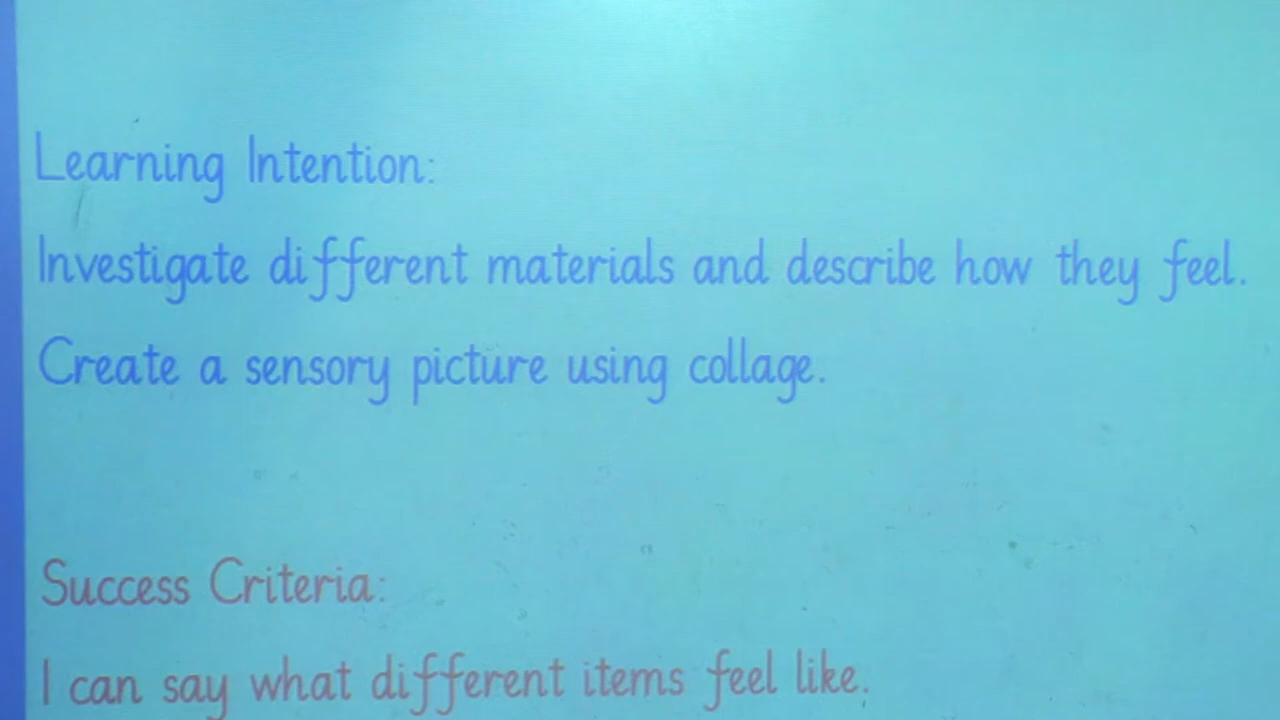 Learning Intention:
Investigate different materials and describe how they feel.
Create a sensory picture using collage.
Success Criteria:
I can say what different items feel like.